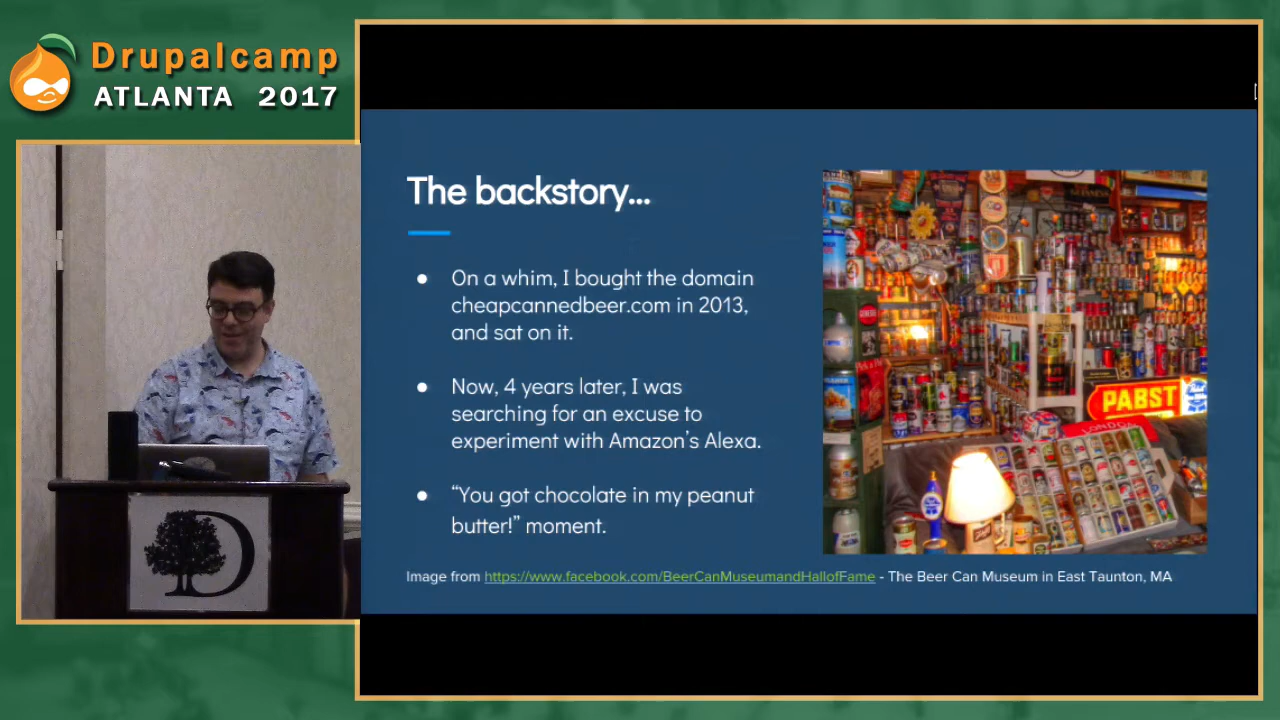 Drupalcamp
ATLANTA 2017
The backstory...
● On a whim, I bought the domain
cheapcannedbeer.com in 2013,
and sat on it.
● Now, 4 years later, I was
searching for an excuse to
experiment with Amazon's Alexa.
● “You got chocolate in my peanut
butter!” moment.
PABST
LONDON
D
Image from https://www.facebook.com/BeerCanMuseumandHallofFame - The Beer Can Museum in East Taunton, MA